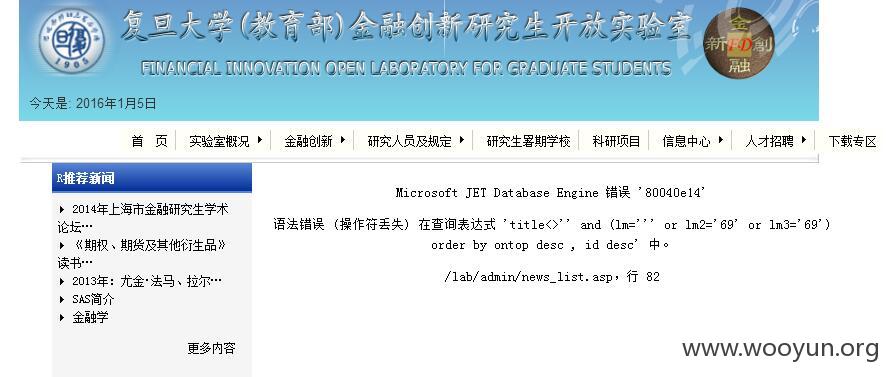 复旦大学(教育部)金融创新研究生开放实验室
FINANCIAL INNOVATION OPEN LABORATORY FOR GRADUATE STUDENTS
1905
金
新FD創
融
今天是: 2016年1月5日
首 页 实验室概况 金融创新 研究人员及规定 研究生署期学校 科研项目 信息中心 人才招聘 下载专区
R推荐新闻
2014年上海市金融研究生学术
论坛…
《期权、期货及其他衍生品》
读书…
2013年：尤金·法马、拉尔…
SAS简介
金融学
更多内容
Microsoft JET Database Engine 错误 '80040e14'
语法错误 (操作符丢失) 在查询表达式 'title<>'' and (lm=''' or lm2='69' or lm3='69')
order by ontop desc , id desc' 中。
/lab/admin/news_list.asp，行 82
www.wooyun.org